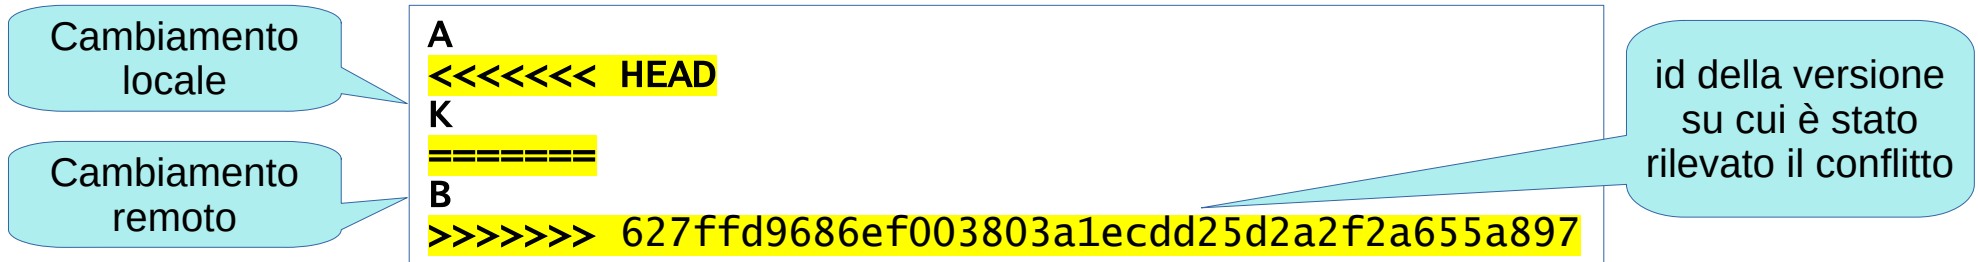 Cambiamento
locale
Cambiamento
remoto
A
<<<<<<< HEAD
K
=======
B
>>>>>>> 627ffd9686ef003803a1ecdd25d2a2f2a655a897
id della versione
su cui è stato
rilevato il conflitto